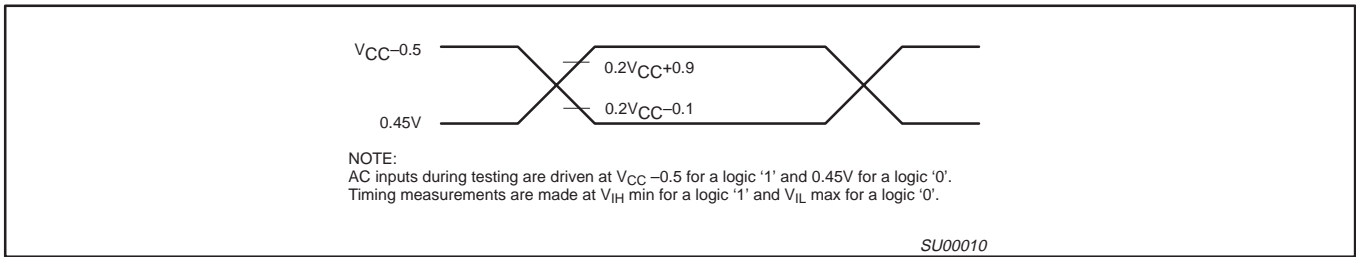 VCC–0.5
0.2VCC+0.9
0.2VCC–0.1
0.45V
NOTE:
AC inputs during testing are driven at VCC –0.5 for a logic ‘1’ and 0.45V for a logic ‘0’.
Timing measurements are made at VIH min for a logic ‘1’ and VIL max for a logic ‘0’.
SU00010